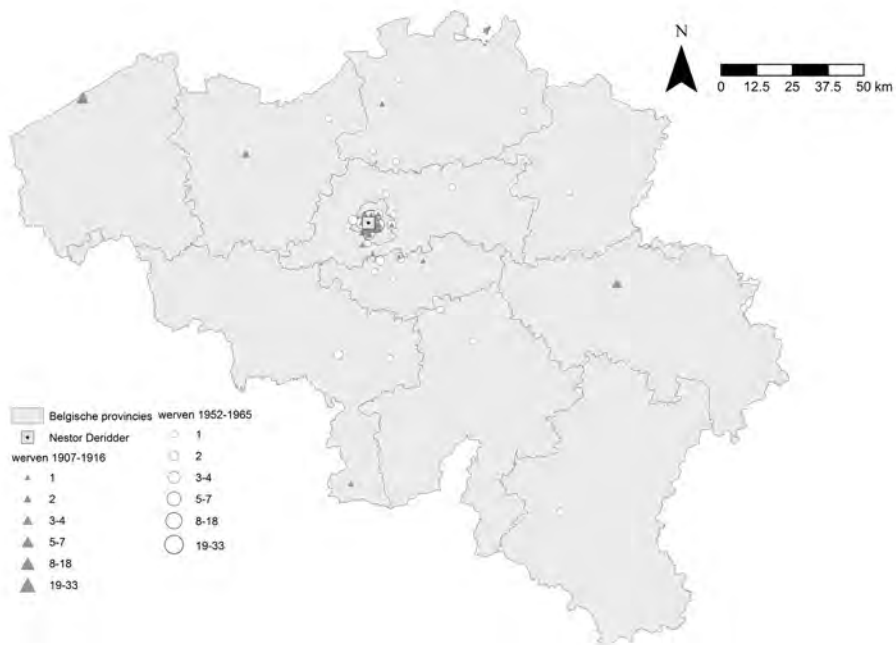 N
0 12.5 25 37.5 50 km
Belgische provincies
Nestor Deridder
werven 1907-1916
1
2
3-4
5-7
8-18
19-33
werven 1952-1965
1
2
3-4
5-7
8-18
19-33